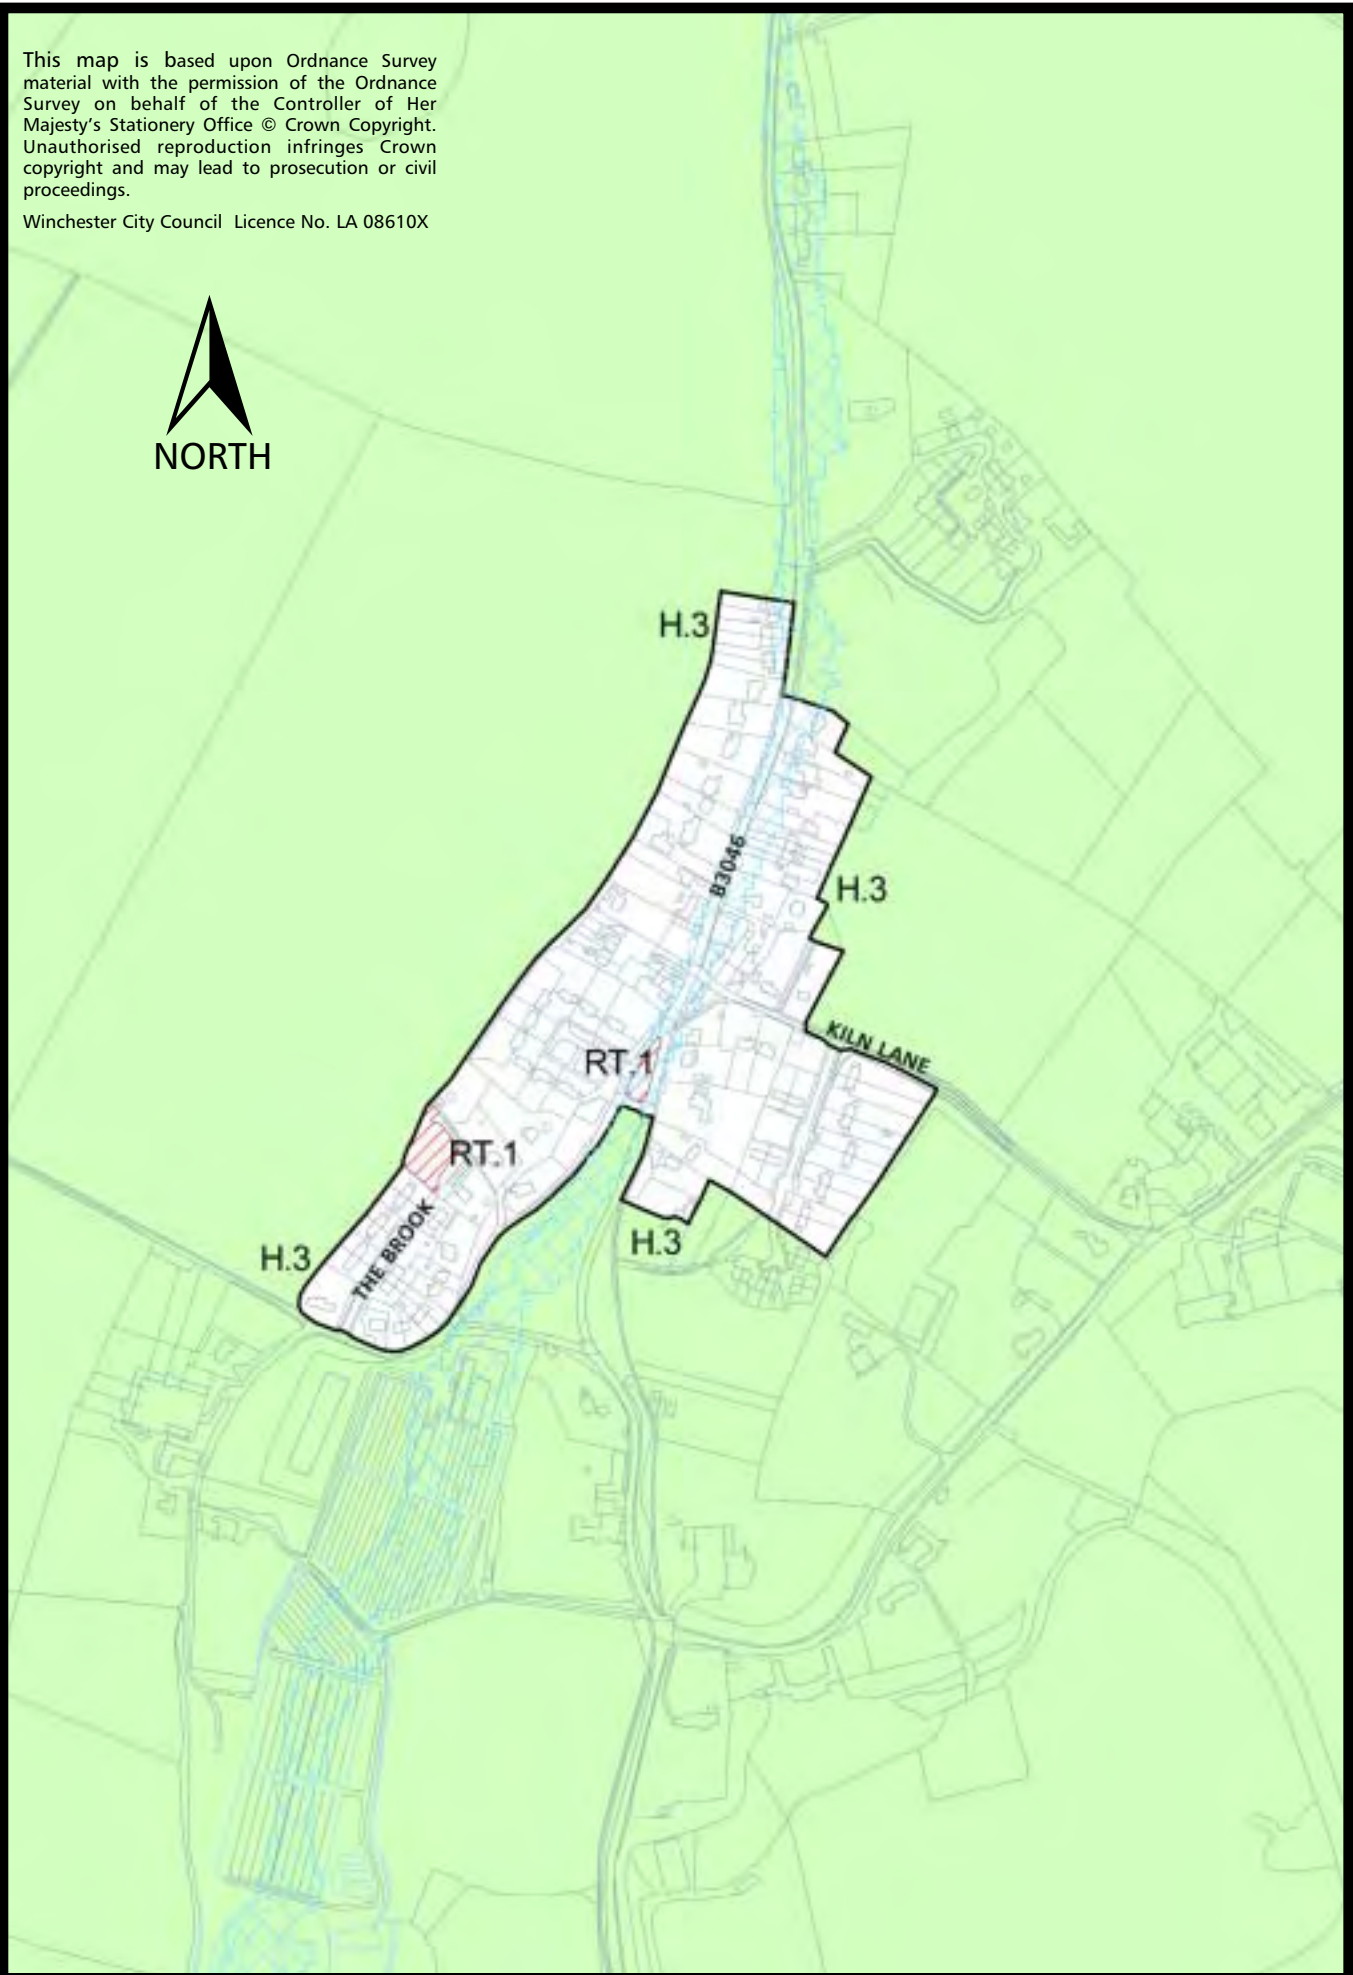 This map is based upon Ordnance Survey
material with the permission of the Ordnance
Survey on behalf of the Controller of Her
Majesty's Stationery Office © Crown Copyright.
Unauthorised reproduction infringes Crown
copyright and may lead to prosecution or civil
proceedings.
Winchester City Council Licence No. LA 08610X
NORTH
H.3
B3046
H.3
KILN LANE
RT.1
RT.1
THE BROOK
H.3
H.3